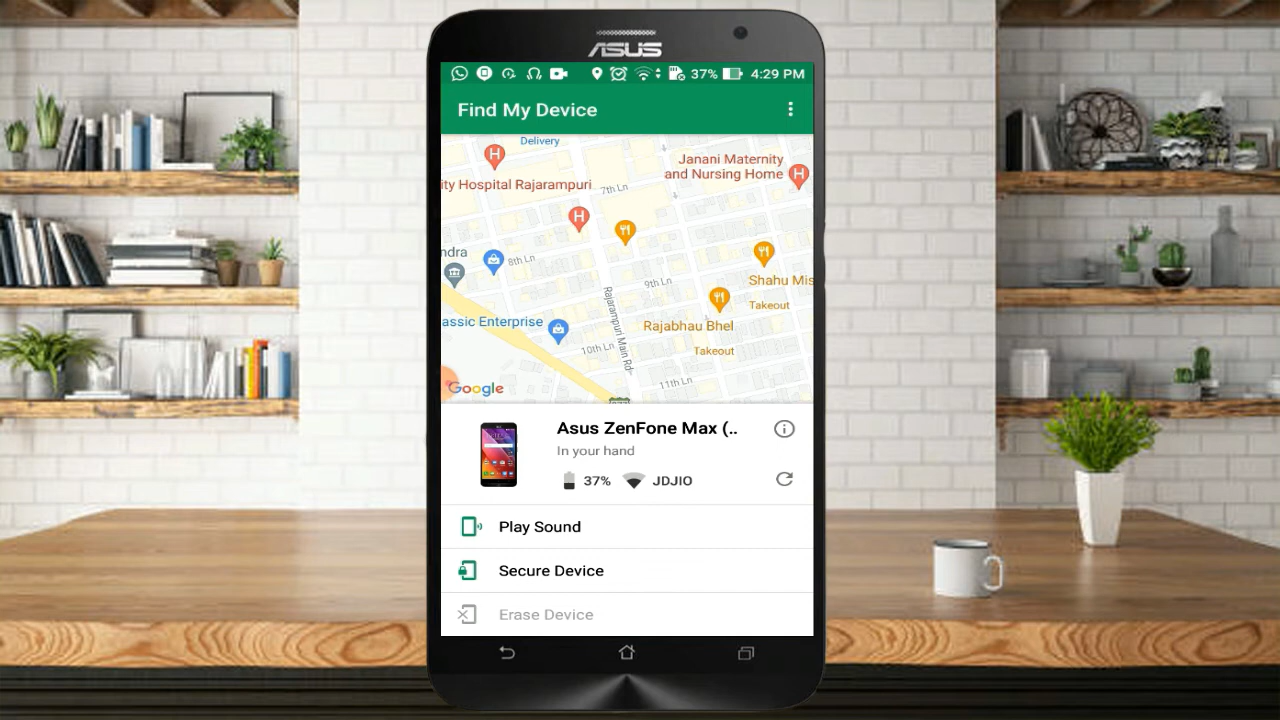 ASUS
37%
4:29 PM
Find My Device
Delivery
Janani Maternity
and Nursing Home
ity Hospital Rajarampuri
7th Ln
ndra
8th Ln
9th Ln
Shahu Mis
Takeout
Rajarampuri Main Rd
assic Enterprise
Rajabhau Bhel
10th Ln
Takeout
11th Ln
Google
Asus ZenFone Max (..
In your hand
37%
JDJIO
Play Sound
Secure Device
Erase Device